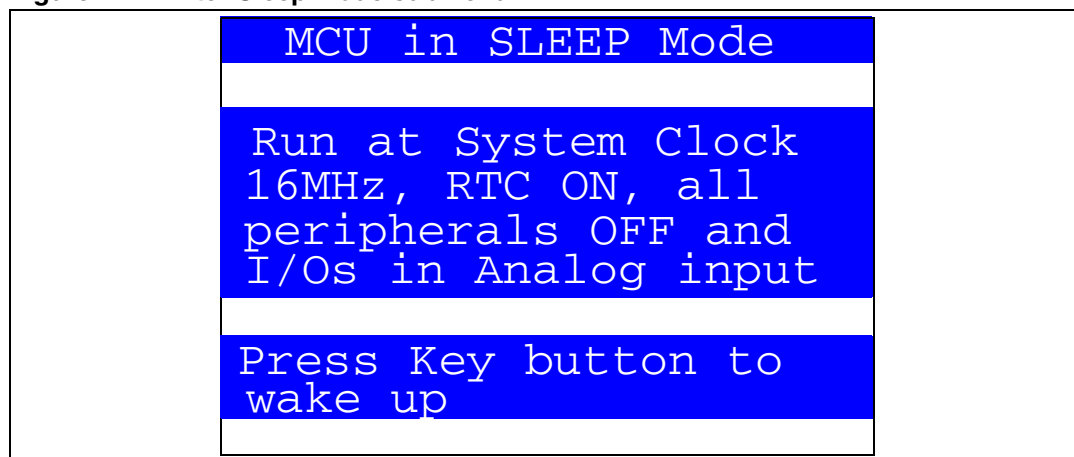 MCU in SLEEP Mode
Run at System Clock
16MHz, RTC ON, all
peripherals OFF and
I/Os in Analog input
Press Key button to
wake up